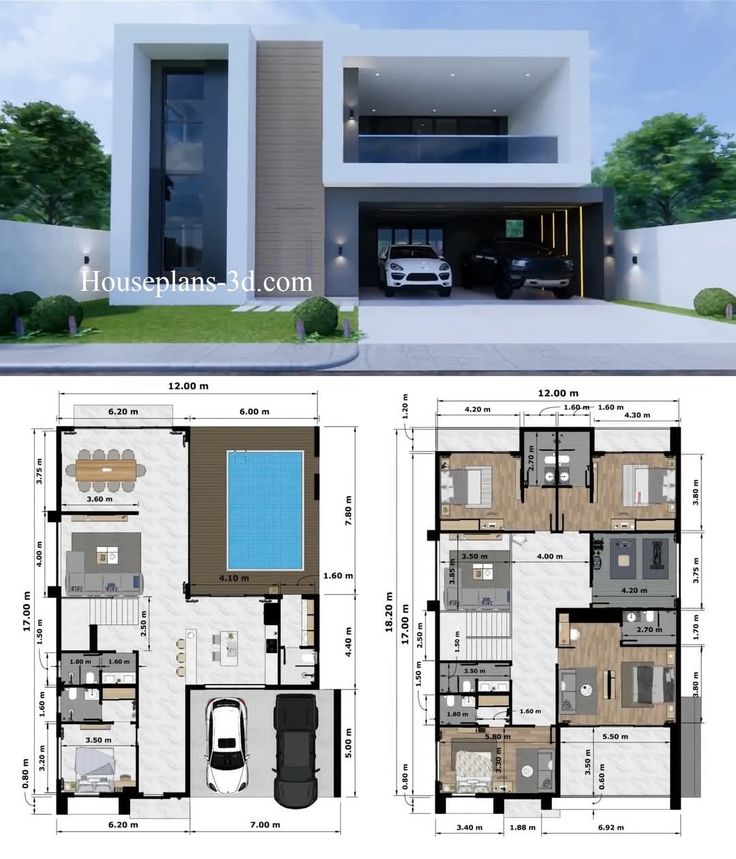 Houseplans-3d.com
12.00 m
6.20 m
6.00 m
3.75 m
3.60 m
4.00 m
7.80 m
17.00 m
4.10 m
1.60 m
2.50 m
1.50 m
1.80 m
1.60 m
4.40 m
1.60 m
3.50 m
3.20 m
5.00 m
0.80 m
6.20 m
7.00 m
12.00 m
1.20 m
4.20 m
1.60 m
1.60 m
4.30 m
2.70 m
3.80 m
3.50 m
4.00 m
3.85 m
3.75 m
4.20 m
18.20 m
17.00 m
2.50 m
1.50 m
2.70 m
1.70 m
1.50 m
3.50 m
3.80 m
1.80 m
1.60 m
5.80 m
5.50 m
3.30 m
3.50 m
0.60 m
0.80 m
3.40 m
1.88 m
6.92 m